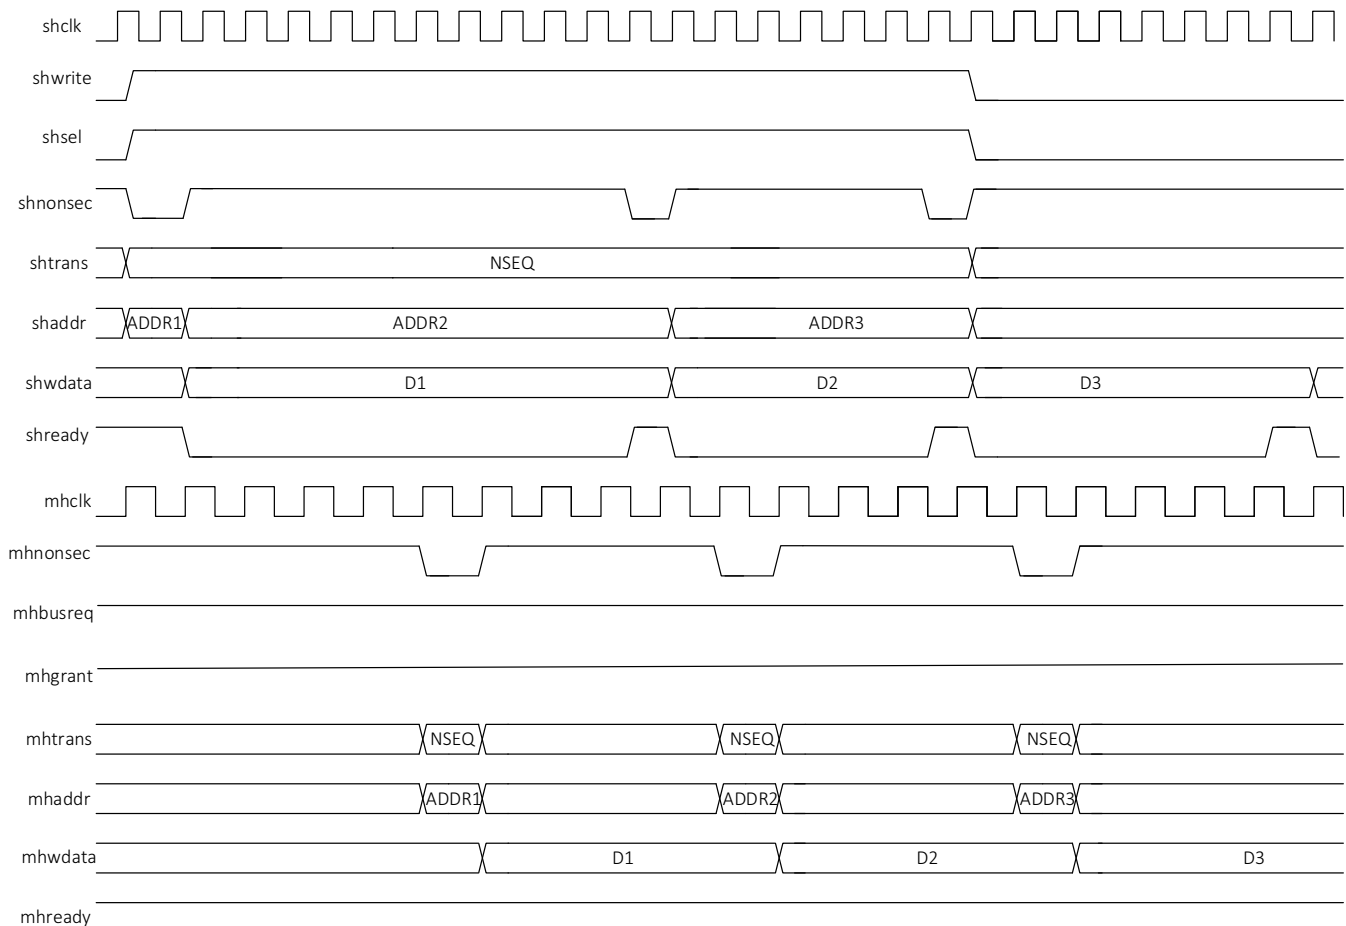 shclk
shwrite
shsel
shnonsec
shtrans NSEQ
shaddr ADDR1 ADDR2 ADDR3
shwdata D1 D2 D3
shready
mhclk
mhnonsec
mhbusreq
mhgrant
mhtrans NSEQ NSEQ NSEQ
mhaddr ADDR1 ADDR2 ADDR3
mhwdata D1 D2 D3
mhready